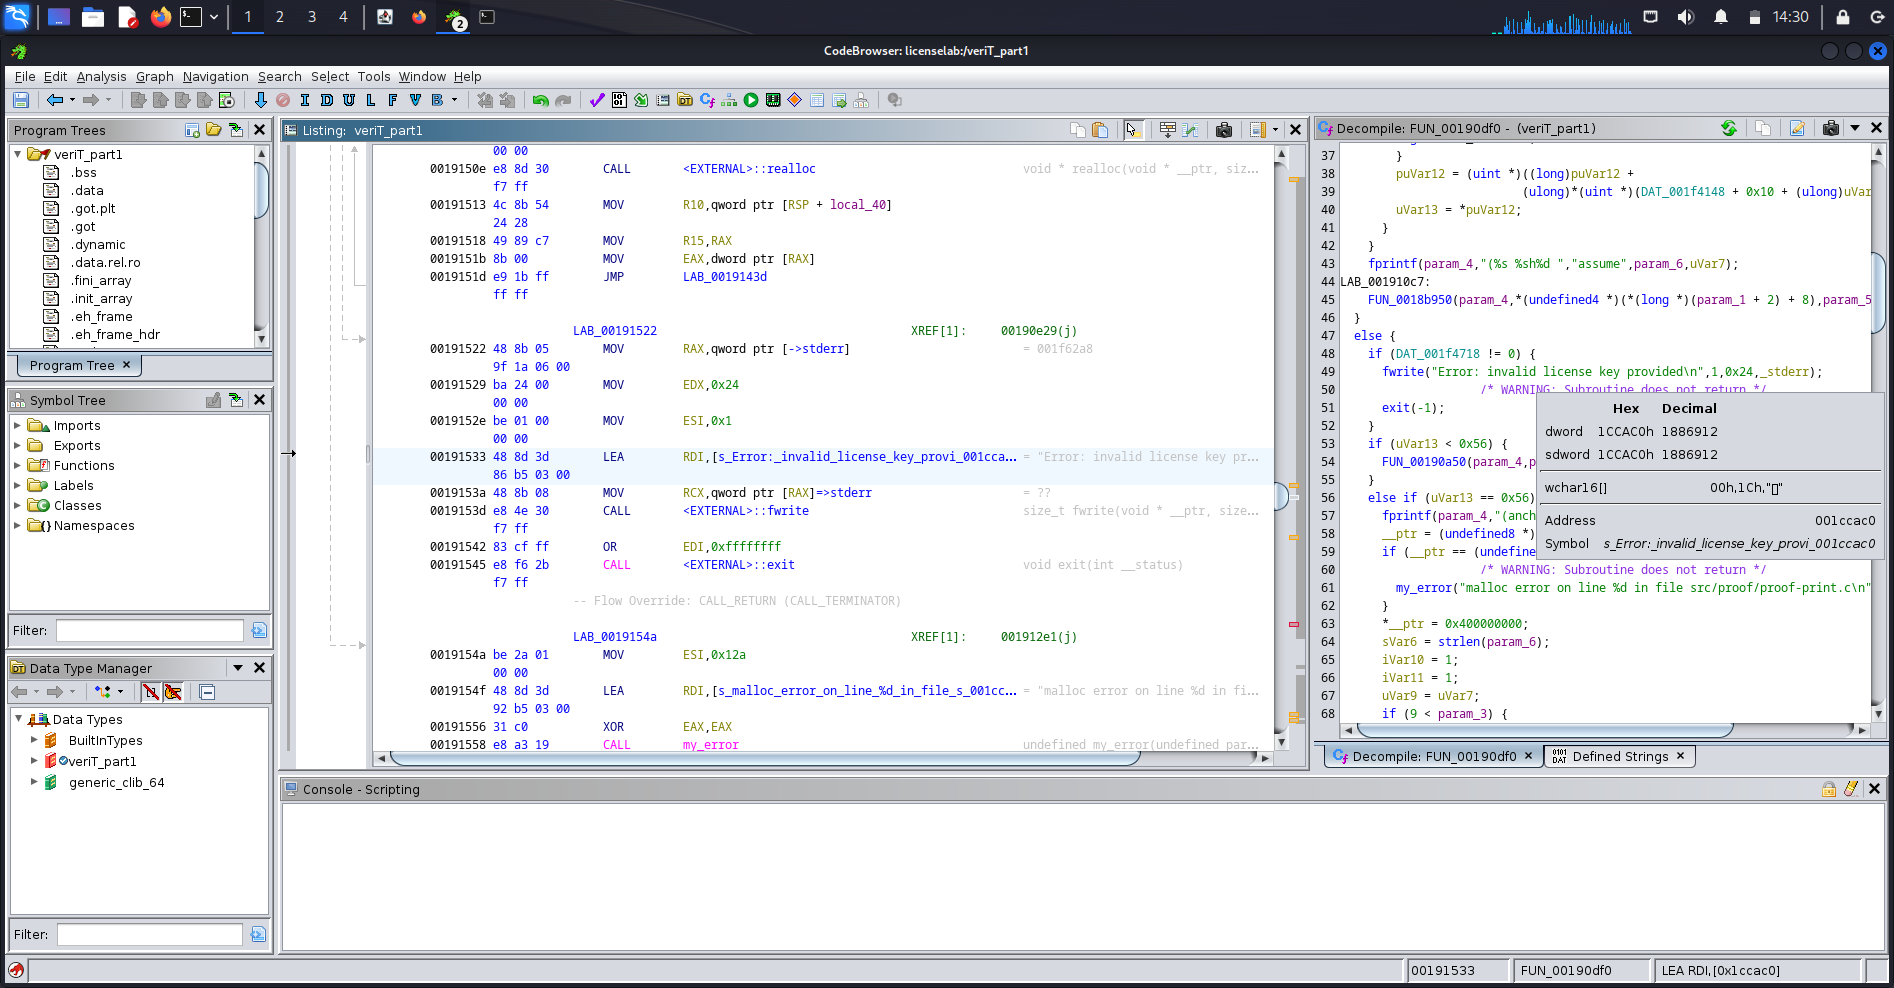 1 2 3 4 2 14:30
CodeBrowser: licenselab:/veriT_part1
File Edit Analysis Graph Navigation Search Select Tools Window Help
I D U L F V B
Program Trees
veriT_part1
.bss
.data
.got.plt
.got
.dynamic
.data.rel.ro
.fini_array
.init_array
.eh_frame
.eh_frame_hdr
Program Tree
Symbol Tree
Imports
Exports
Functions
Labels
Classes
Namespaces
Filter:
Data Type Manager
Data Types
BuiltInTypes
veriT_part1
generic_clib_64
Filter:
Listing: veriT_part1
00 00
0019150e e8 8d 30 CALL <EXTERNAL>::realloc void * realloc(void * __ptr, siz...
f7 ff
00191513 4c 8b 54 MOV R10,qword ptr [RSP + local_40]
24 28
00191518 49 89 c7 MOV R15,RAX
0019151b 8b 00 MOV EAX,dword ptr [RAX]
0019151d e9 1b ff JMP LAB_0019143d
ff ff
LAB_00191522 XREF[1]: 00190e29(j)
00191522 48 8b 05 MOV RAX,qword ptr [->stderr] = 001f62a8
9f 1a 06 00
00191529 ba 24 00 MOV EDX,0x24
00 00
0019152e be 01 00 MOV ESI,0x1
00 00
00191533 48 8d 3d LEA RDI,[s_Error:_invalid_license_key_provi_001cca... = "Error: invalid license key pr...
86 b5 03 00
0019153a 48 8b 08 MOV RCX,qword ptr [RAX]=>stderr = ??
0019153d e8 4e 30 CALL <EXTERNAL>::fwrite size_t fwrite(void * __ptr, size...
f7 ff
00191542 83 cf ff OR EDI,0xffffffff
00191545 e8 f6 2b CALL <EXTERNAL>::exit void exit(int __status)
f7 ff
-- Flow Override: CALL_RETURN (CALL_TERMINATOR)
LAB_0019154a XREF[1]: 001912e1(j)
0019154a be 2a 01 MOV ESI,0x12a
00 00
0019154f 48 8d 3d LEA RDI,[s_malloc_error_on_line_%d_in_file_s_001cc... = "malloc error on line %d in fi...
92 b5 03 00
00191556 31 c0 XOR EAX,EAX
00191558 e8 a3 19 CALL my_error undefined my_error(undefined par...
Decompile: FUN_00190df0 - (veriT_part1)
37 }
38 puVar12 = (uint *)((long)puVar12 +
39 (ulong)*(uint *)(DAT_001f4148 + 0x10 + (ulong)uVar
40 uVar13 = *puVar12;
41 }
42 }
43 fprintf(param_4,"(%s %sh%d ","assume",param_6,uVar7);
44 LAB_001910c7:
45 FUN_0018b950(param_4,*(undefined4 *)(*(long *)(param_1 + 2) + 8),param_5
46 }
47 else {
48 if (DAT_001f4718 != 0) {
49 fwrite("Error: invalid license key provided\n",1,0x24,_stderr);
50 /* WARNING: Subroutine does not return */
51 exit(-1);
52 }
53 if (uVar13 < 0x56) {
54 FUN_00190a50(param_4,p
55 }
56 else if (uVar13 == 0x56)
57 fprintf(param_4,"(anch
58 __ptr = (undefined8 *)
59 if (__ptr == (undefine
60 /* WARNING: Subroutine does not return */
61 my_error("malloc error on line %d in file src/proof/proof-print.c\n"
62 }
63 *__ptr = 0x400000000;
64 sVar6 = strlen(param_6);
65 iVar10 = 1;
66 iVar11 = 1;
67 uVar9 = uVar7;
68 if (9 < param_3) {
Hex Decimal
dword 1CCAC0h 1886912
sdword 1CCAC0h 1886912
wchar16[] 00h,1Ch,"▯"
Address 001ccac0
Symbol s_Error:_invalid_license_key_provi_001ccac0
Decompile: FUN_00190df0 Defined Strings
Console - Scripting
00191533 FUN_00190df0 LEA RDI,[0x1ccac0]